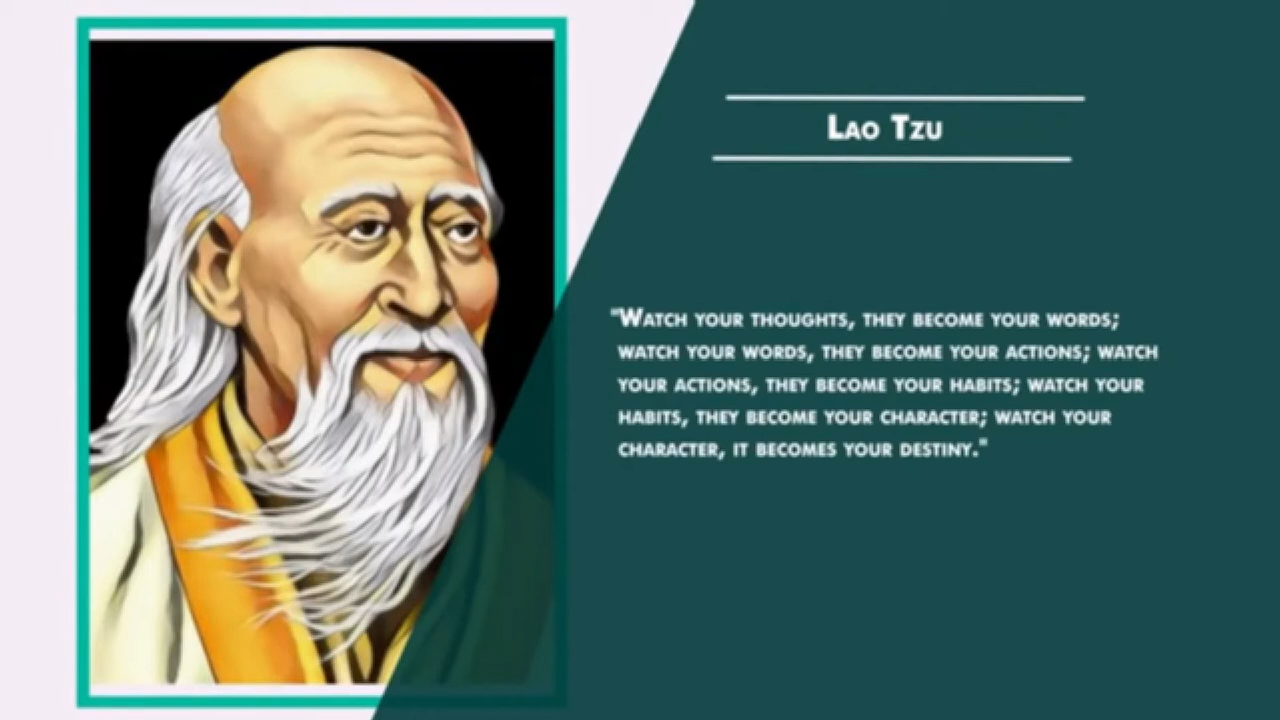 Lao Tzu
"Watch your thoughts, they become your words;
watch your words, they become your actions; watch
your actions, they become your habits; watch your
habits, they become your character; watch your
character, it becomes your destiny."